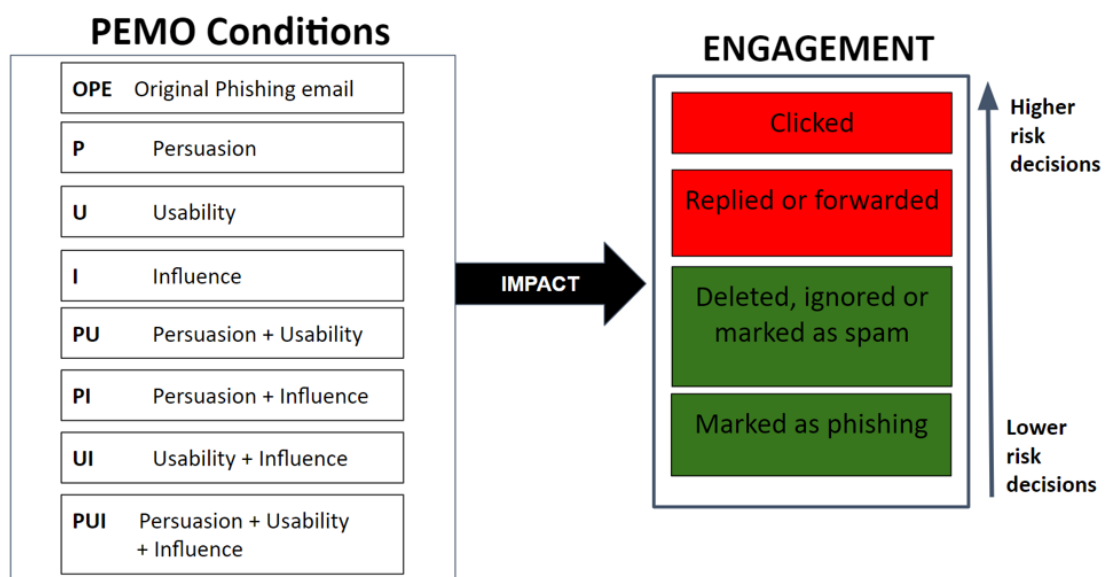 PEMO Conditions
OPE Original Phishing email
P Persuasion
U Usability
I Influence
PU Persuasion + Usability
PI Persuasion + Influence
UI Usability + Influence
PUI Persuasion + Usability
+ Influence
IMPACT
ENGAGEMENT
Clicked
Replied or forwarded
Deleted, ignored or
marked as spam
Marked as phishing
Higher
risk
decisions
Lower
risk
decisions